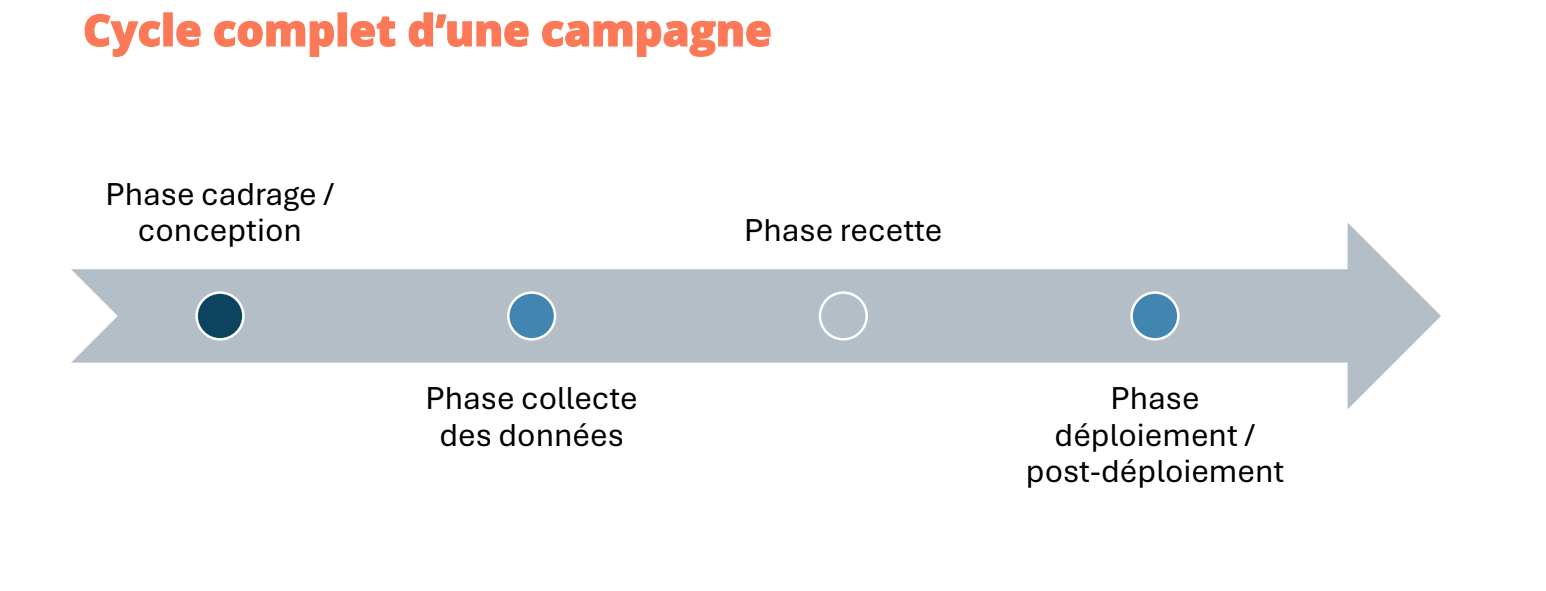 Cycle complet d’une campagne
Phase cadrage /
conception
Phase collecte
des données
Phase recette
Phase
déploiement /
post-déploiement